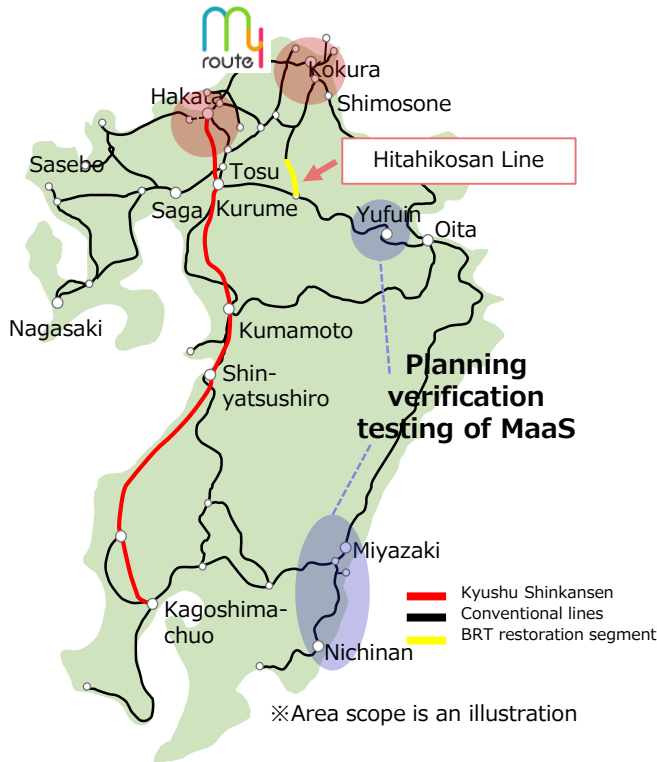 my
route
Kokura
Hakata
Shimosone
Hitahikosan Line
Sasebo
Tosu
Saga
Kurume
Yufuin
Oita
Nagasaki
Kumamoto
Shin-
yatsushiro
Planning
verification
testing of MaaS
Miyazaki
Kagoshima-
chuo
Nichinan
Kyushu Shinkansen
Conventional lines
BRT restoration segment
※Area scope is an illustration